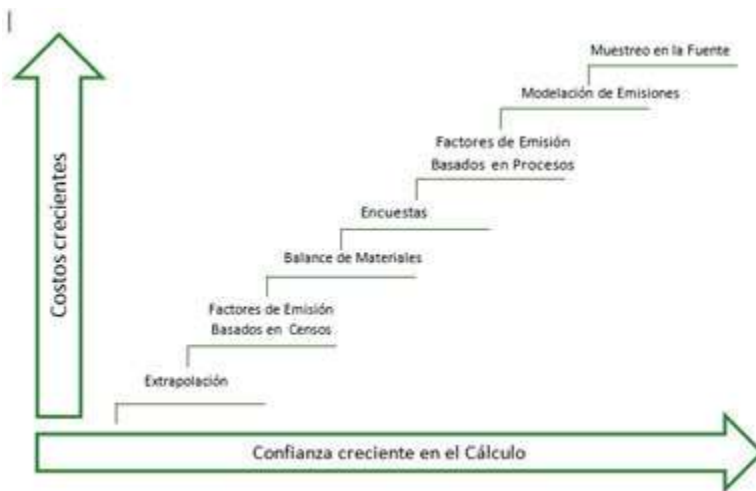 Muestreo en la Fuente
Modelación de Emisiones
Factores de Emisión
Basados en Procesos
Encuestas
Balance de Materiales
Factores de Emisión
Basados en Censos
Extrapolación
Costos crecientes
Confianza creciente en el Cálculo